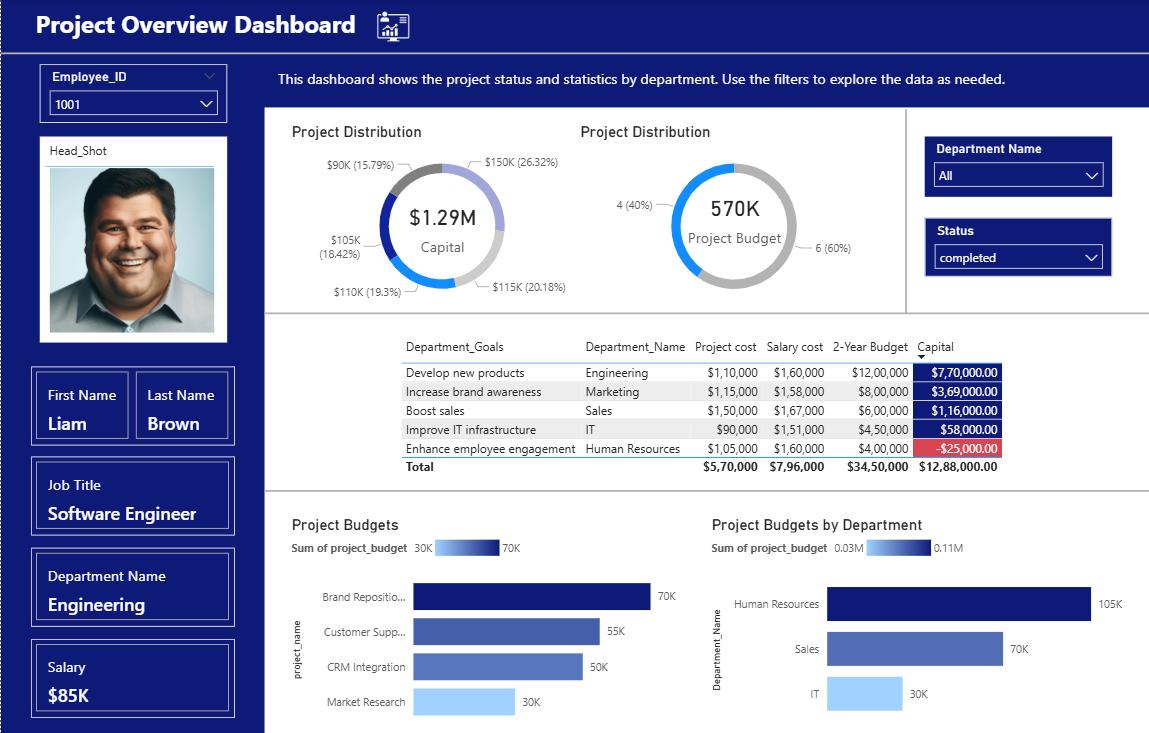 Project Overview Dashboard
Employee_ID
1001
This dashboard shows the project status and statistics by department. Use the filters to explore the data as needed.
Head_Shot
First Name
Liam
Last Name
Brown
Job Title
Software Engineer
Department Name
Engineering
Salary
$85K
Project Distribution
$90K (15.79%)
$150K (26.32%)
$105K
(18.42%)
$1.29M
Capital
$110K (19.3%)
$115K (20.18%)
Project Distribution
4 (40%)
570K
Project Budget
6 (60%)
Department Name
All
Status
completed
Department_Goals Department_Name Project cost Salary cost 2-Year Budget Capital
Develop new products Engineering $1,10,000 $1,60,000 $12,00,000 $7,70,000.00
Increase brand awareness Marketing $1,15,000 $1,58,000 $8,00,000 $3,69,000.00
Boost sales Sales $1,50,000 $1,67,000 $6,00,000 $1,16,000.00
Improve IT infrastructure IT $90,000 $1,51,000 $4,50,000 $58,000.00
Enhance employee engagement Human Resources $1,05,000 $1,60,000 $4,00,000 -$25,000.00
Total $5,70,000 $7,96,000 $34,50,000 $12,88,000.00
Project Budgets
Sum of project_budget 30K 70K
project_name
Brand Repositio... 70K
Customer Supp... 55K
CRM Integration 50K
Market Research 30K
Project Budgets by Department
Sum of project_budget 0.03M 0.11M
Department_Name
Human Resources 105K
Sales 70K
IT 30K